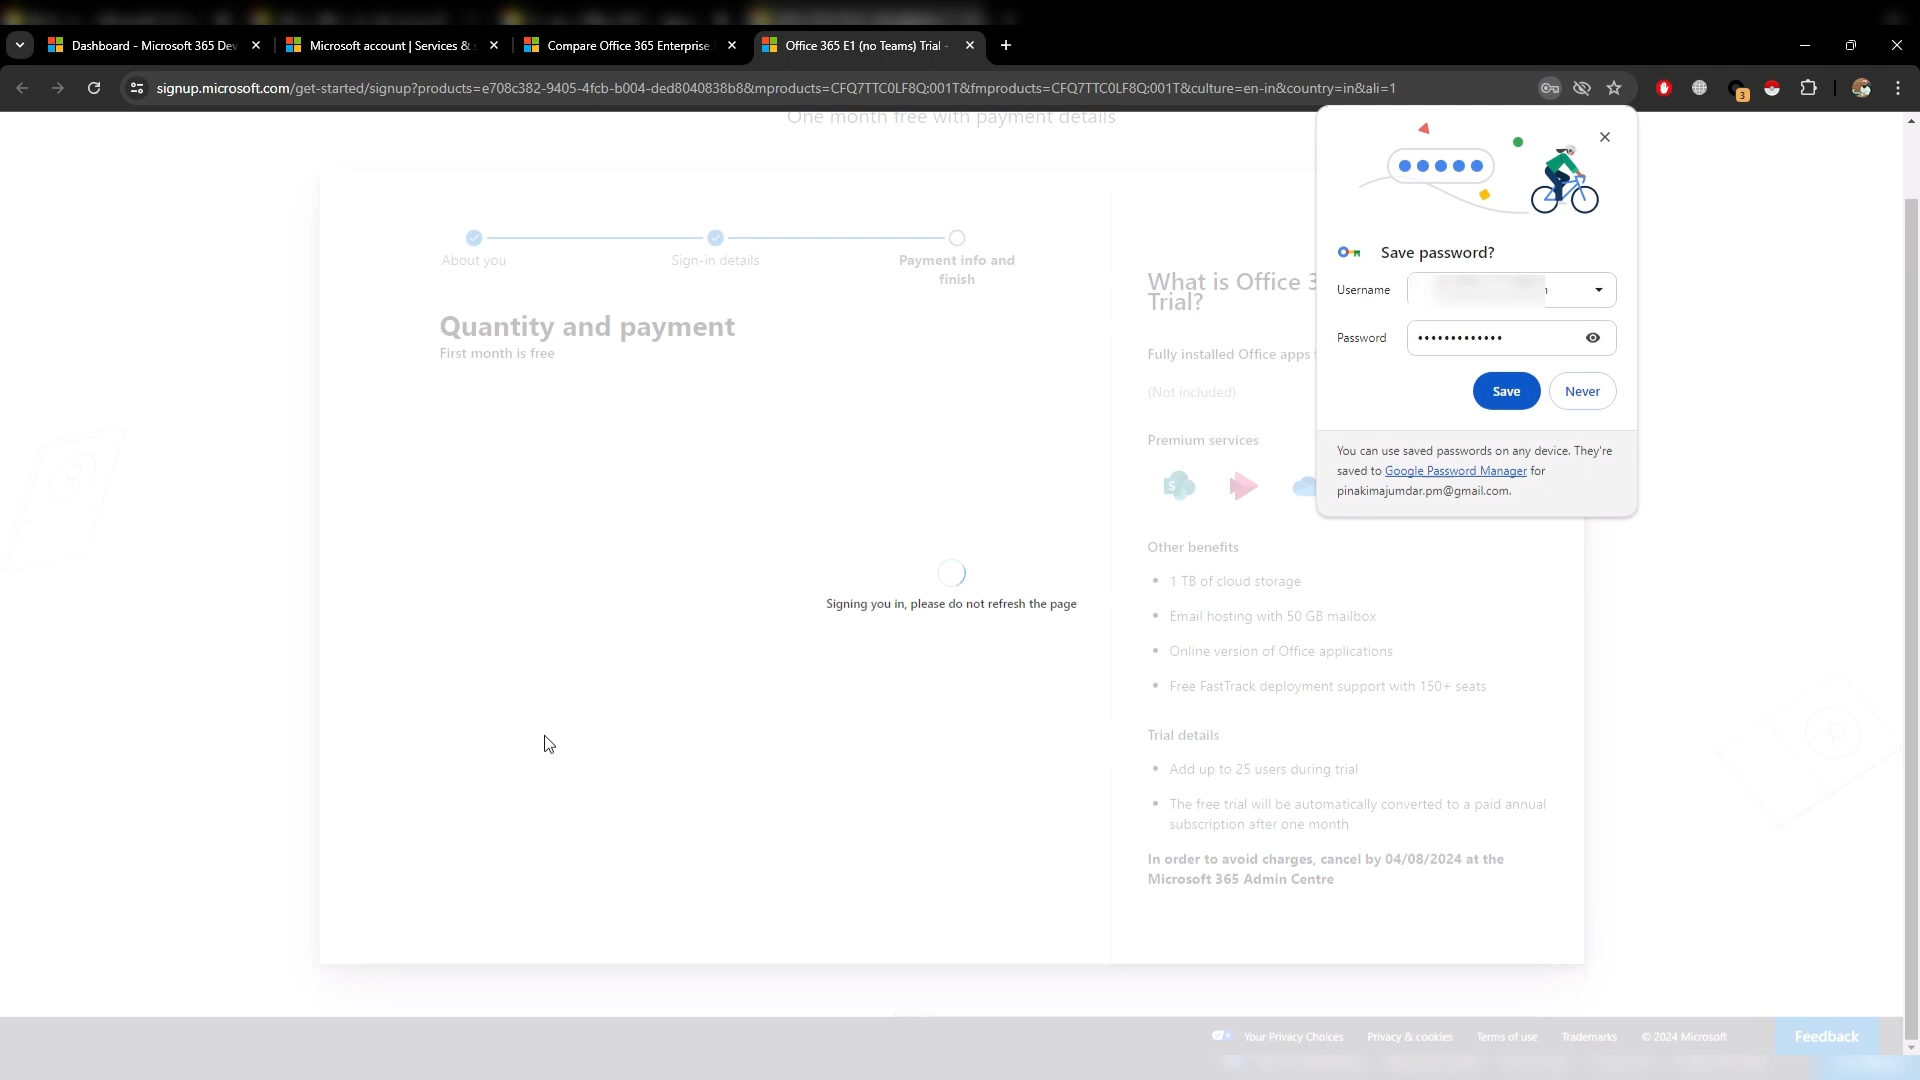 Dashboard - Microsoft 365 Dev
Microsoft account | Services &
Compare Office 365 Enterprise
Office 365 E1 (no Teams) Trial -
signup.microsoft.com/get-started/signup?products=e708c382-9405-4fcb-b004-ded8040838b8&mproducts=CFQ7TTC0LF8Q:001T&fmproducts=CFQ7TTC0LF8Q:001T&culture=en-in&country=in&ali=1
3
One month free with payment details
About you
Sign-in details
Payment info and
finish
Quantity and payment
First month is free
Signing you in, please do not refresh the page
What is Office
Trial?
Fully installed Office apps
(Not included)
Premium services
Other benefits
• 1 TB of cloud storage
• Email hosting with 50 GB mailbox
• Online version of Office applications
• Free FastTrack deployment support with 150+ seats
Trial details
• Add up to 25 users during trial
• The free trial will be automatically converted to a paid annual
subscription after one month
In order to avoid charges, cancel by 04/08/2024 at the
Microsoft 365 Admin Centre
Save password?
Username
Password •••••••••••••
Save
Never
You can use saved passwords on any device. They're
saved to Google Password Manager for
pinakimajumdar.pm@gmail.com.
Your Privacy Choices
Privacy & cookies
Terms of use
Trademarks
© 2024 Microsoft
Feedback